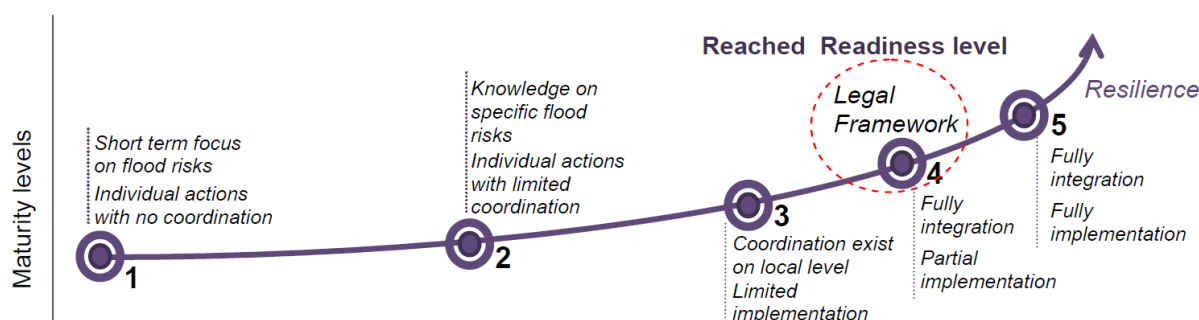 Maturity levels
Short term focus
on flood risks
Individual actions
with no coordination
1
Knowledge on
specific flood
risks
Individual actions
with limited
coordination
2
Reached Readiness level
Legal
Framework
3
Coordination exist
on local level
Limited
implementation
4
Fully
integration
Partial
implementation
Resilience
5
Fully
integration
Fully
implementation